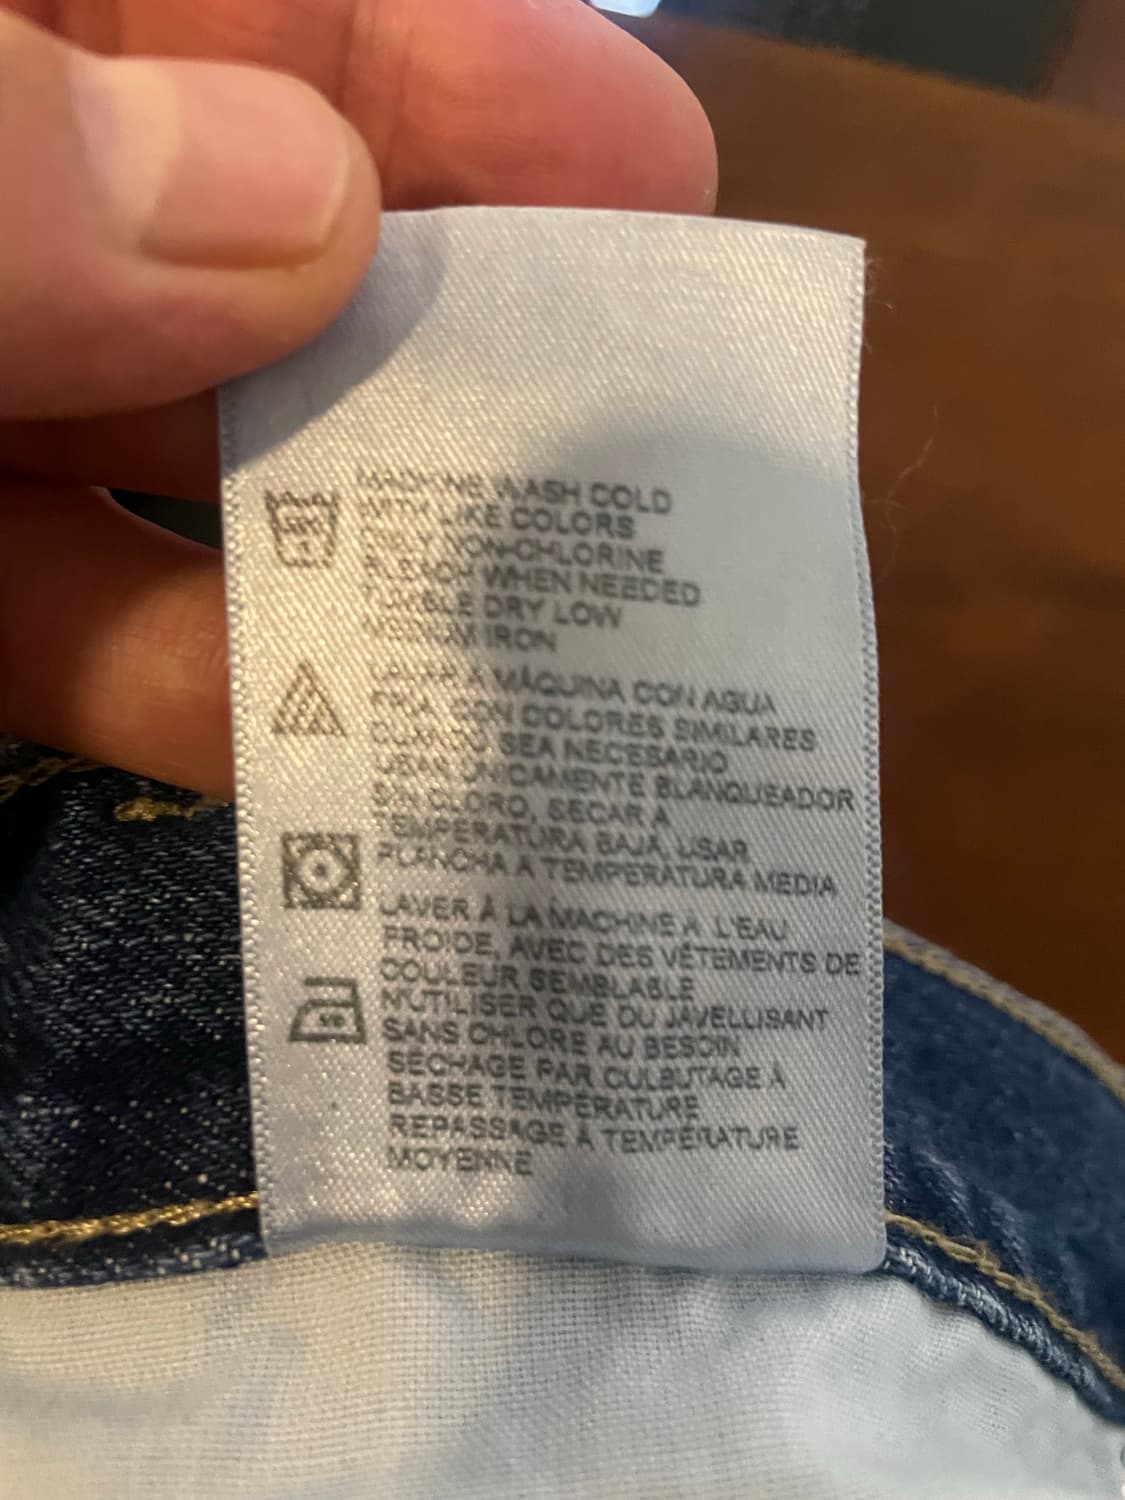 MACHINE WASH COLD
WITH LIKE COLORS
ONLY NON-CHLORINE
BLEACH WHEN NEEDED
TUMBLE DRY LOW
MEDIUM IRON
LAVAR A MÁQUINA CON AGUA
FRIA, CON COLORES SIMILARES
CUANDO SEA NECESARIO
USAR ÚNICAMENTE BLANQUEADOR
SIN CLORO, SECAR A
TEMPERATURA BAJA, USAR
PLANCHA A TEMPERATURA MEDIA
LAVER À LA MACHINE À L'EAU
FROIDE, AVEC DES VÊTEMENTS DE
COULEUR SEMBLABLE
N'UTILISER QUE DU JAVELLISANT
SANS CHLORE AU BESOIN
SÉCHAGE PAR CULBUTAGE À
BASSE TEMPÉRATURE
REPASSAGE À TEMPÉRATURE
MOYENNE